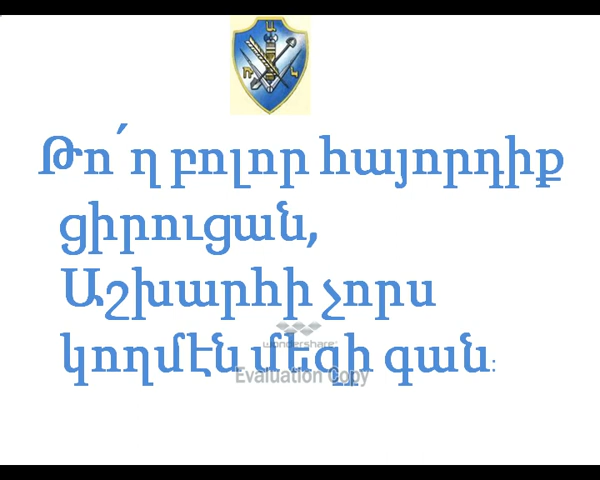 Ա
Ռ Կ
Թո՛ղ բոլոր հայորդիք
ցիրուցան,
Աշխարհի չորս
կողմէն մեզի գան:
wondershare
Evaluation Copy